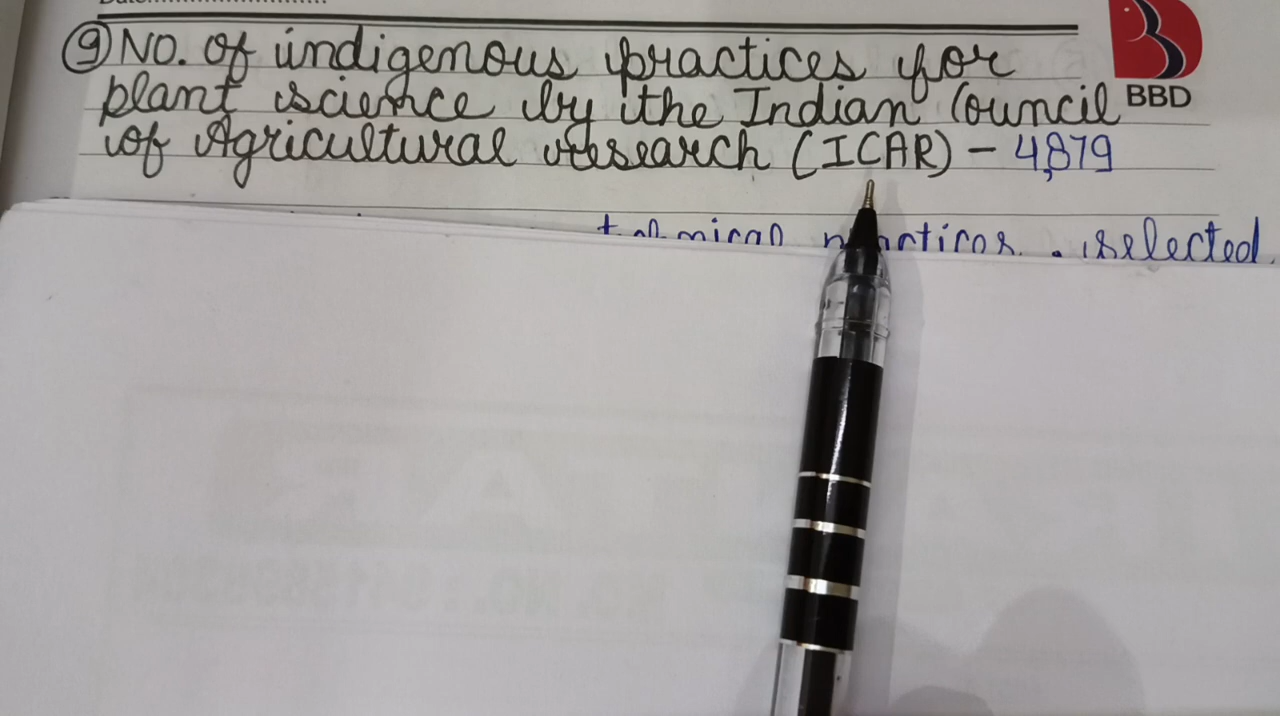 ⑨ No. of indigenous practices for
plant science by the Indian Council
of Agricultural research (ICAR) - 4,879
selected
BBD